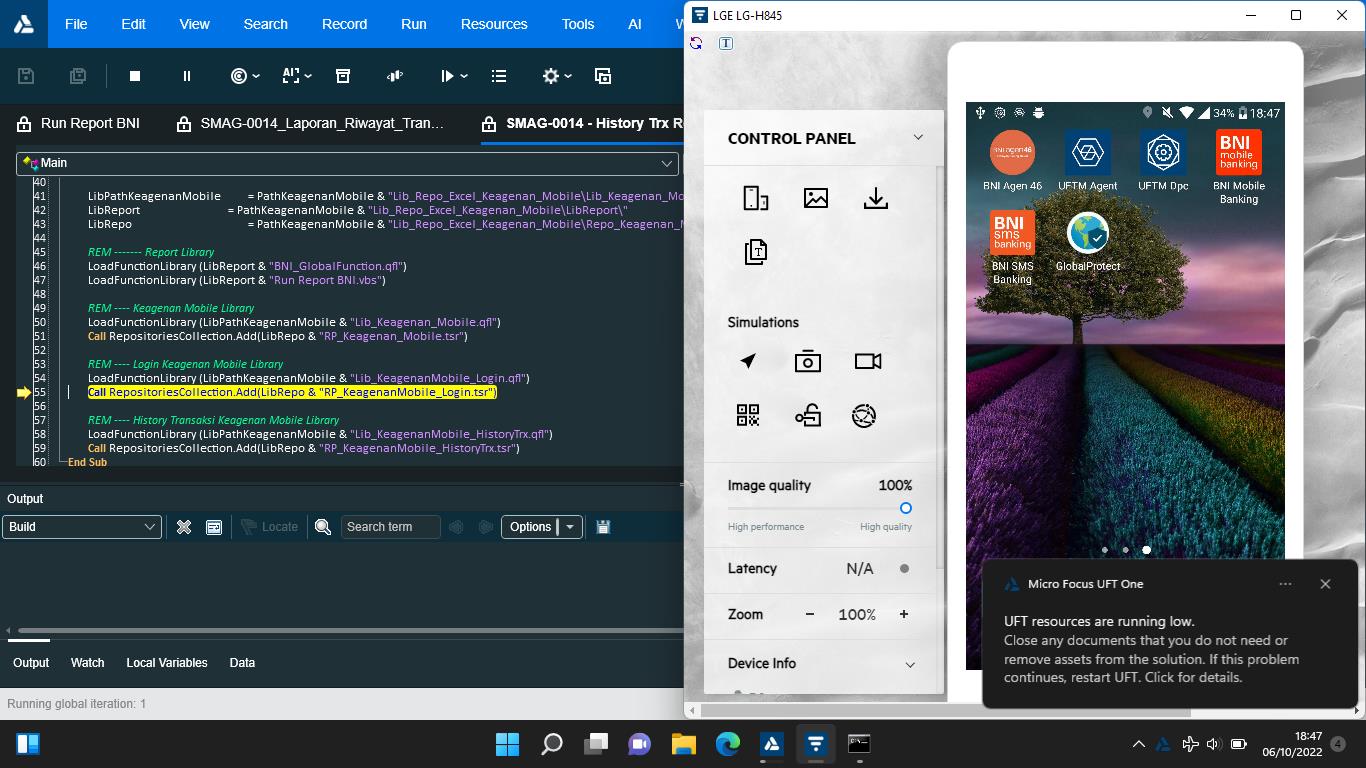 File Edit View Search Record Run Resources Tools AI W
LGE LG-H845
T
AI
Run Report BNI
SMAG-0014_Laporan_Riwayat_Tran...
SMAG-0014 - History Trx R
Main
40
41 LibPathKeagenanMobile = PathKeagenanMobile & "Lib_Repo_Excel_Keagenan_Mobile\Lib_Keagenan_Mo
42 LibReport = PathKeagenanMobile & "Lib_Repo_Excel_Keagenan_Mobile\LibReport\"
43 LibRepo = PathKeagenanMobile & "Lib_Repo_Excel_Keagenan_Mobile\Repo_Keagenan_M
44
45 REM ------- Report Library
46 LoadFunctionLibrary (LibReport & "BNI_GlobalFunction.qfl")
47 LoadFunctionLibrary (LibReport & "Run Report BNI.vbs")
48
49 REM ---- Keagenan Mobile Library
50 LoadFunctionLibrary (LibPathKeagenanMobile & "Lib_Keagenan_Mobile.qfl")
51 Call RepositoriesCollection.Add(LibRepo & "RP_Keagenan_Mobile.tsr")
52
53 REM ---- Login Keagenan Mobile Library
54 LoadFunctionLibrary (LibPathKeagenanMobile & "Lib_KeagenanMobile_Login.qfl")
55 Call RepositoriesCollection.Add(LibRepo & "RP_KeagenanMobile_Login.tsr")
56
57 REM ---- History Transaksi Keagenan Mobile Library
58 LoadFunctionLibrary (LibPathKeagenanMobile & "Lib_KeagenanMobile_HistoryTrx.qfl")
59 Call RepositoriesCollection.Add(LibRepo & "RP_KeagenanMobile_HistoryTrx.tsr")
60 End Sub
Output
Build
Locate
Search term
Options
Output Watch Local Variables Data
Running global iteration: 1
CONTROL PANEL
T
Simulations
Image quality 100%
High performance High quality
Latency N/A
Zoom - 100% +
Device Info
34% 18:47
BNI agen46
BNI mobile banking
BNI Agen 46
UFTM Agent
UFTM Dpc
BNI Mobile Banking
BNI sms banking
BNI SMS Banking
GlobalProtect
Micro Focus UFT One
UFT resources are running low.
Close any documents that you do not need or
remove assets from the solution. If this problem
continues, restart UFT. Click for details.
18:47
06/10/2022
4